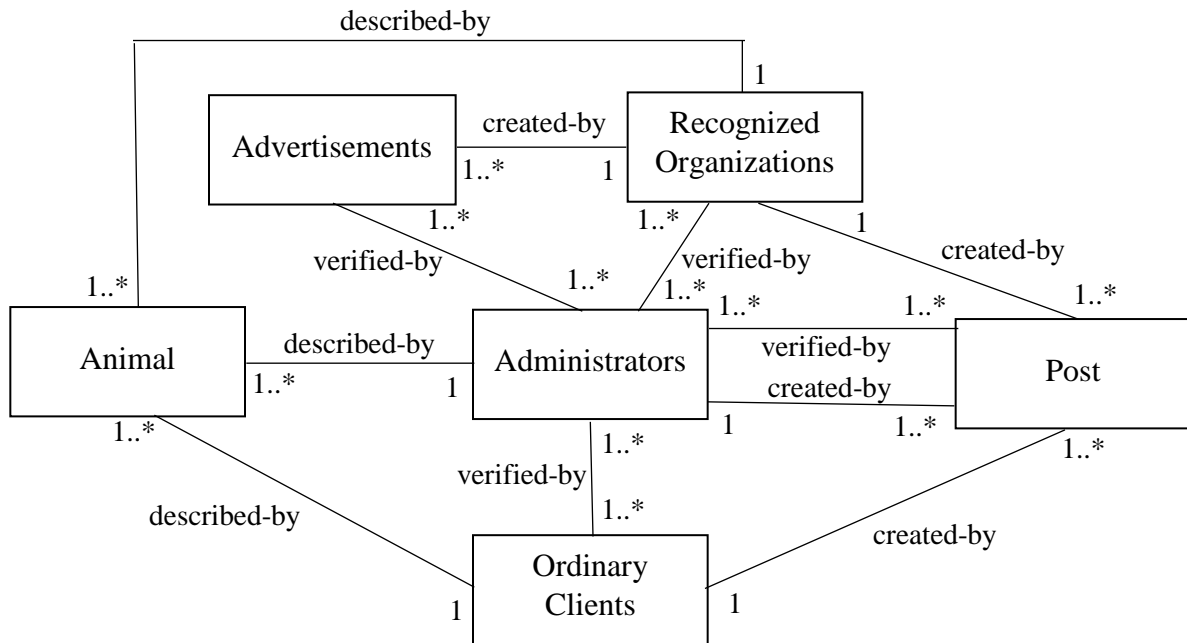 described-by
1
Advertisements
created-by
Recognized
Organizations
1..*
1
1..*
1..*
1
verified-by
verified-by
created-by
1..*
1..*
1..*
1..*
1..*
1..*
Animal
described-by
Administrators
verified-by
Post
created-by
1..*
1
1
1..*
1..*
1..*
1..*
verified-by
described-by
1..*
created-by
Ordinary
Clients
1
1